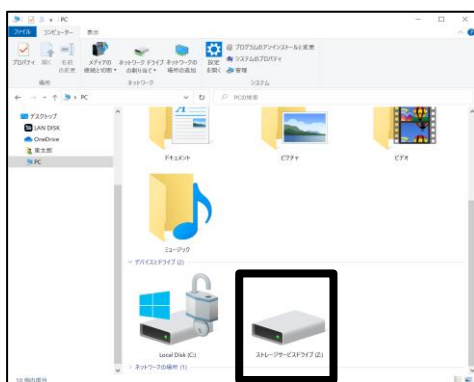 PC
ファイル コンピューター 表示
プロパティ 開く 名前の変更 メディアの接続と切断 ネットワーク ドライブの割り当て ネットワークの場所の追加 設定を開く
プログラムのアンインストールと変更
システムのプロパティ
管理
場所 ネットワーク システム
PC
PCの検索
デスクトップ
LAN DISK
OneDrive
PC
ドキュメント ピクチャ ビデオ
ミュージック
デバイスとドライブ (2)
Local Disk (C:) ストレージサービスドライブ (Z:)
ネットワークの場所 (1)